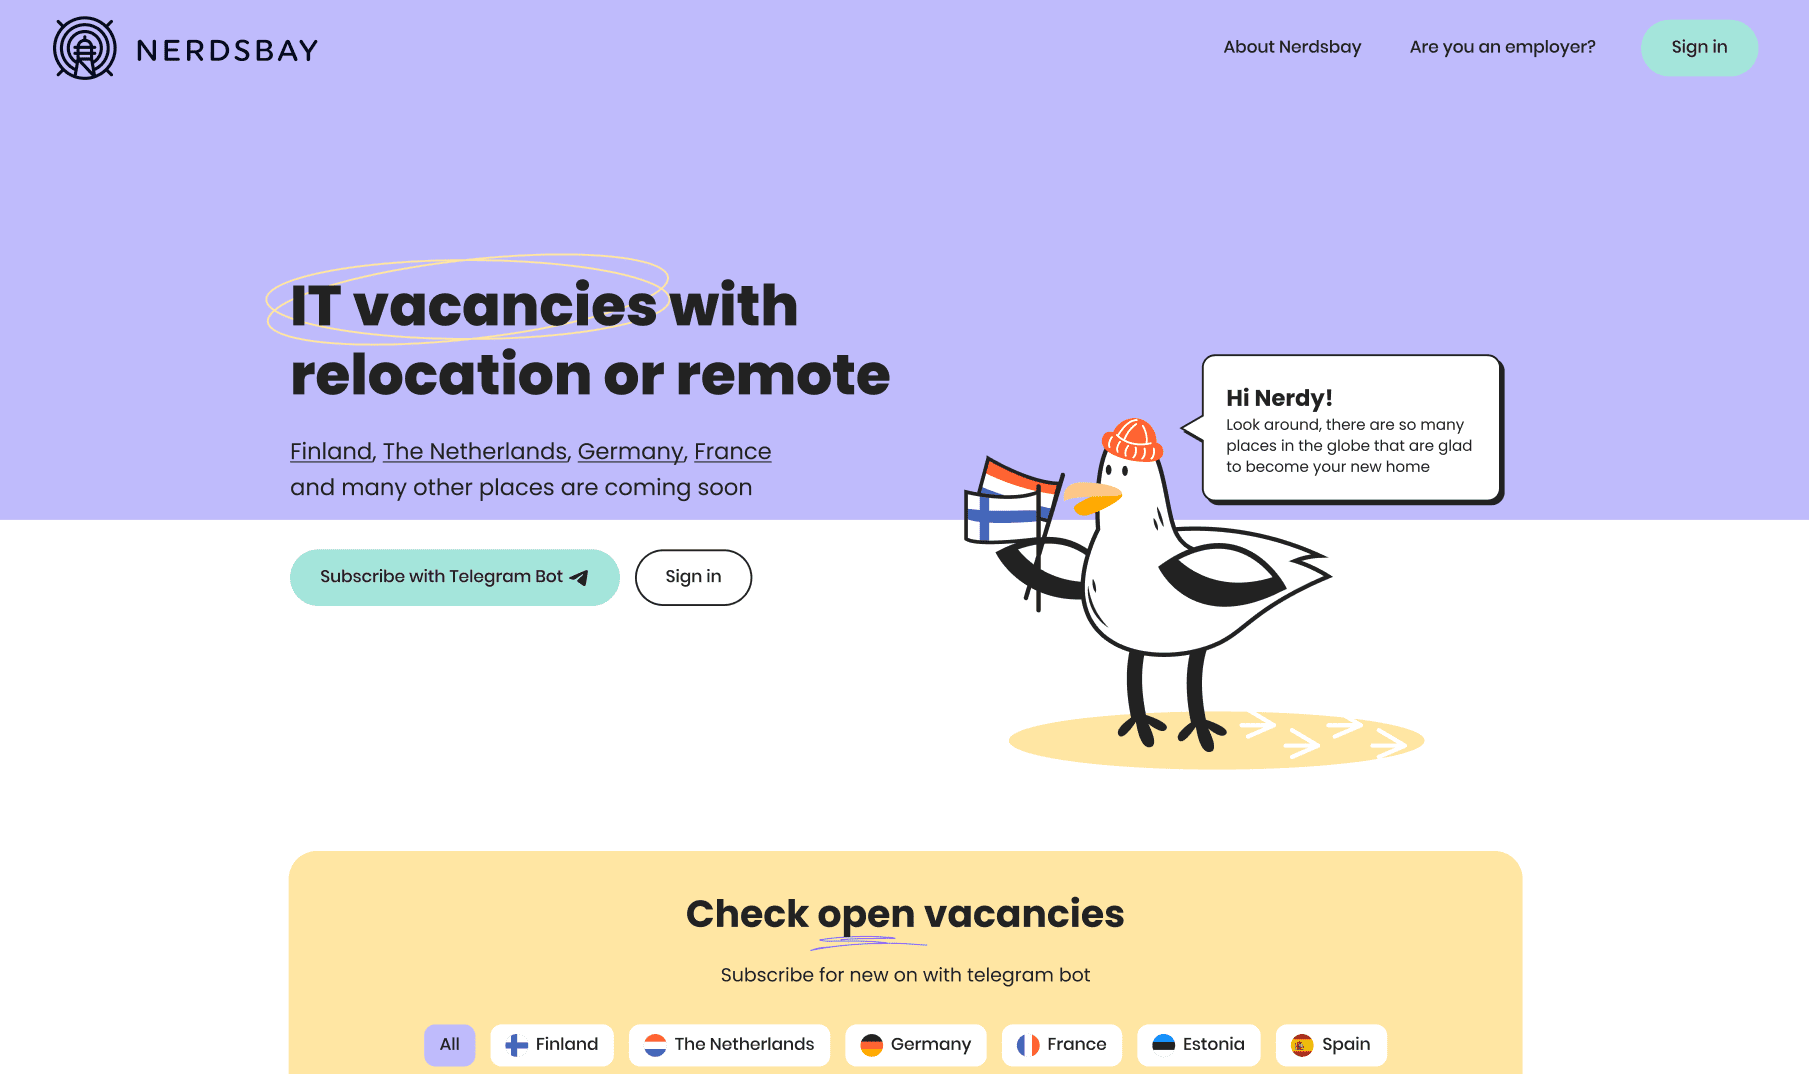 NERDSBAY
About Nerdsbay
Are you an employer?
Sign in
IT vacancies with
relocation or remote
Finland, The Netherlands, Germany, France
and many other places are coming soon
Subscribe with Telegram Bot
Sign in
Hi Nerdy!
Look around, there are so many
places in the globe that are glad
to become your new home
Check open vacancies
Subscribe for new on with telegram bot
All
Finland
The Netherlands
Germany
France
Estonia
Spain